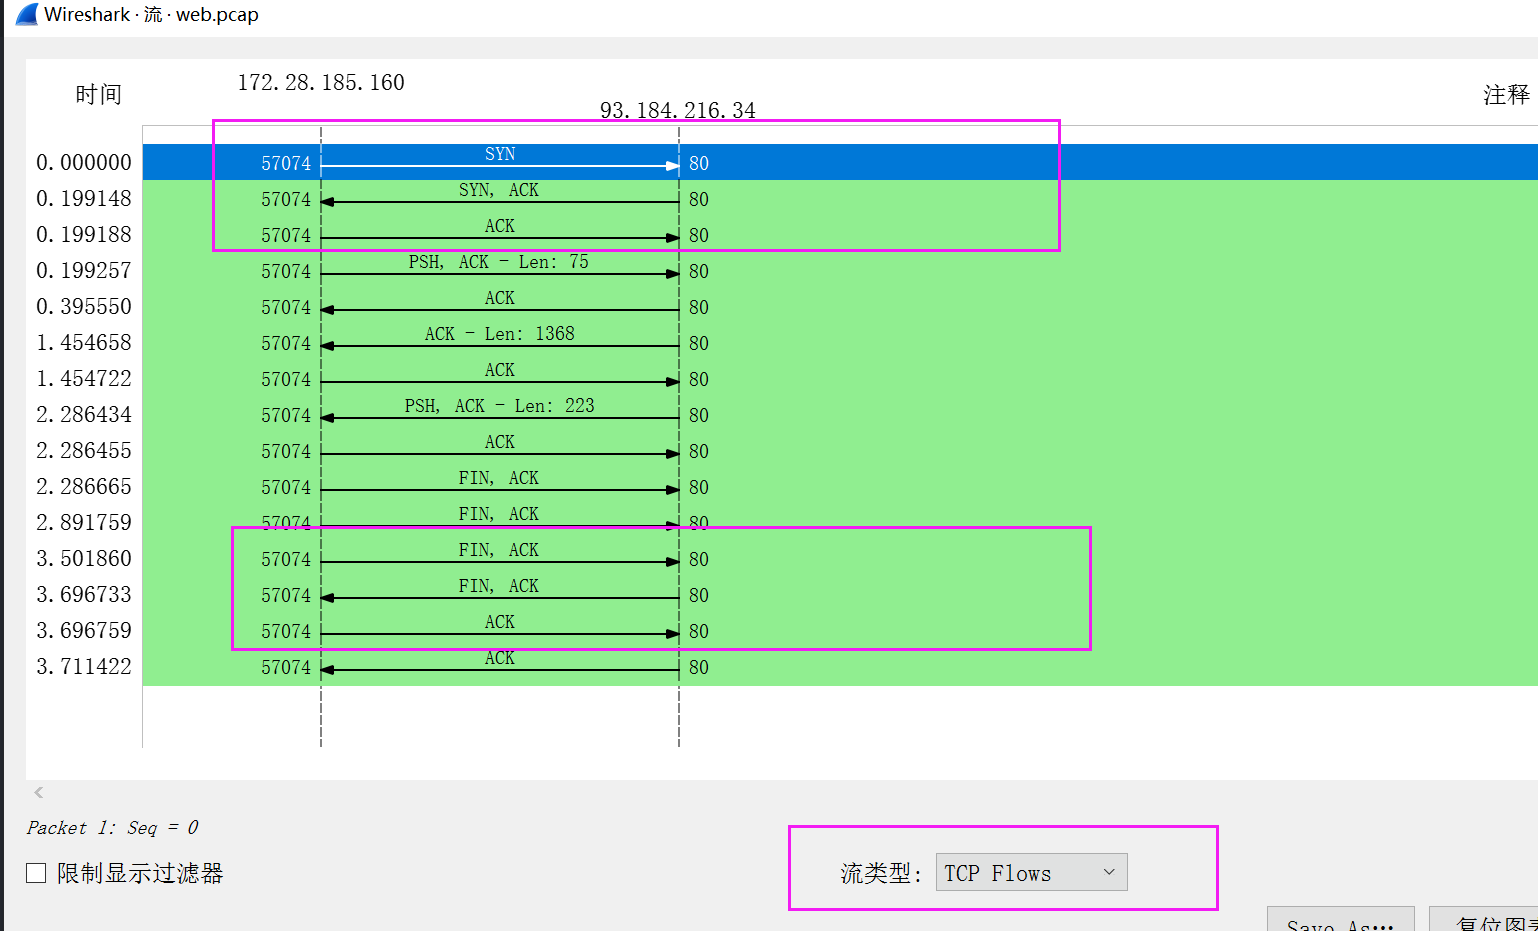 Wireshark · 流 · web.pcap
时间 172.28.185.160 93.184.216.34 注释
0.000000 57074 SYN 80
0.199148 57074 SYN, ACK 80
0.199188 57074 ACK 80
0.199257 57074 PSH, ACK - Len: 75 80
0.395550 57074 ACK 80
1.454658 57074 ACK - Len: 1368 80
1.454722 57074 ACK 80
2.286434 57074 PSH, ACK - Len: 223 80
2.286455 57074 ACK 80
2.286665 57074 FIN, ACK 80
2.891759 57074 FIN, ACK 80
3.501860 57074 FIN, ACK 80
3.696733 57074 FIN, ACK 80
3.696759 57074 ACK 80
3.711422 57074 ACK 80
Packet 1: Seq = 0
限制显示过滤器 流类型: TCP Flows
Save As… 复位图